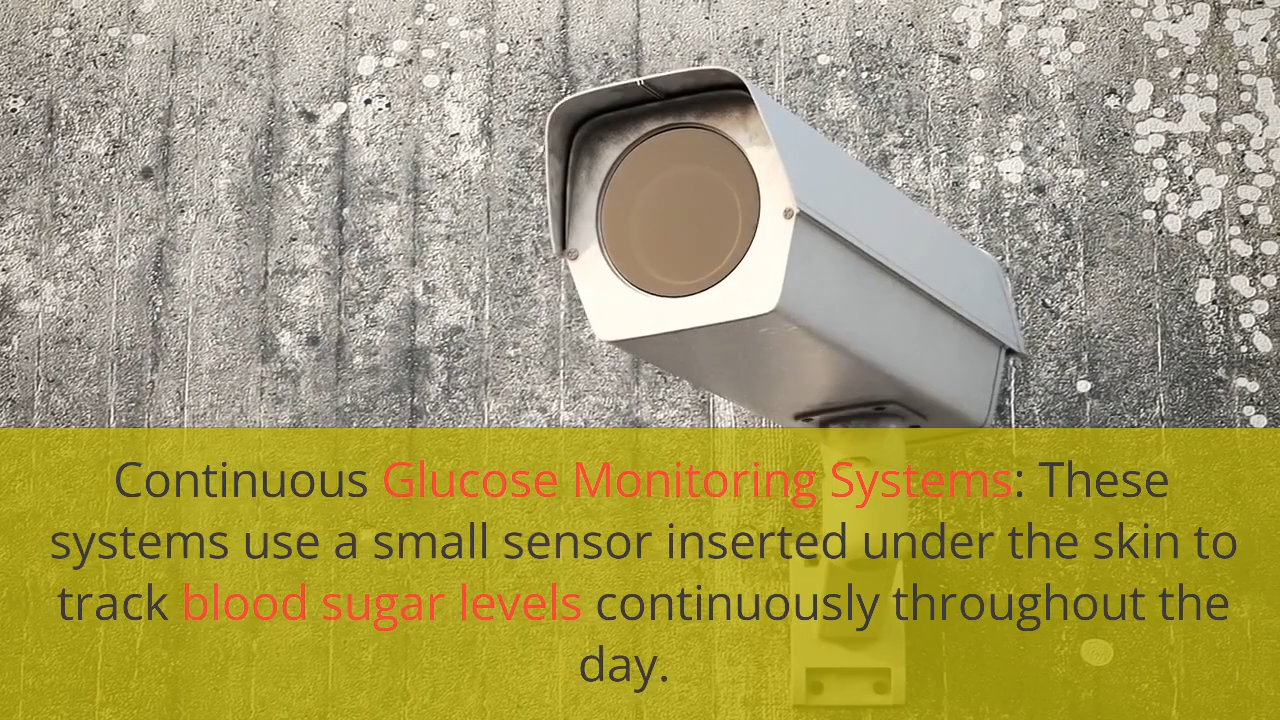 Continuous Glucose Monitoring Systems: These
systems use a small sensor inserted under the skin to
track blood sugar levels continuously throughout the
day.